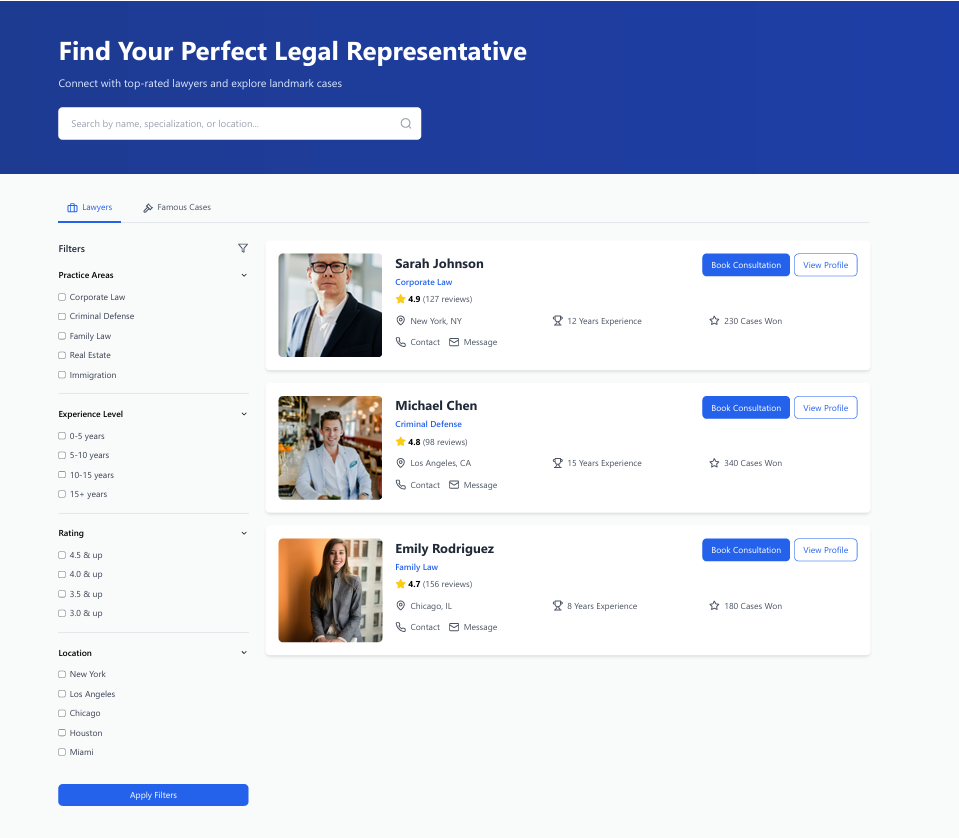 Find Your Perfect Legal Representative
Connect with top-rated lawyers and explore landmark cases
Search by name, specialization, or location...
Lawyers
Famous Cases
Filters
Practice Areas
Corporate Law
Criminal Defense
Family Law
Real Estate
Immigration
Experience Level
0-5 years
5-10 years
10-15 years
15+ years
Rating
4.5 & up
4.0 & up
3.5 & up
3.0 & up
Location
New York
Los Angeles
Chicago
Houston
Miami
Apply Filters
Sarah Johnson
Book Consultation
View Profile
Corporate Law
4.9 (127 reviews)
New York, NY
12 Years Experience
230 Cases Won
Contact
Message
Michael Chen
Book Consultation
View Profile
Criminal Defense
4.8 (98 reviews)
Los Angeles, CA
15 Years Experience
340 Cases Won
Contact
Message
Emily Rodriguez
Book Consultation
View Profile
Family Law
4.7 (156 reviews)
Chicago, IL
8 Years Experience
180 Cases Won
Contact
Message